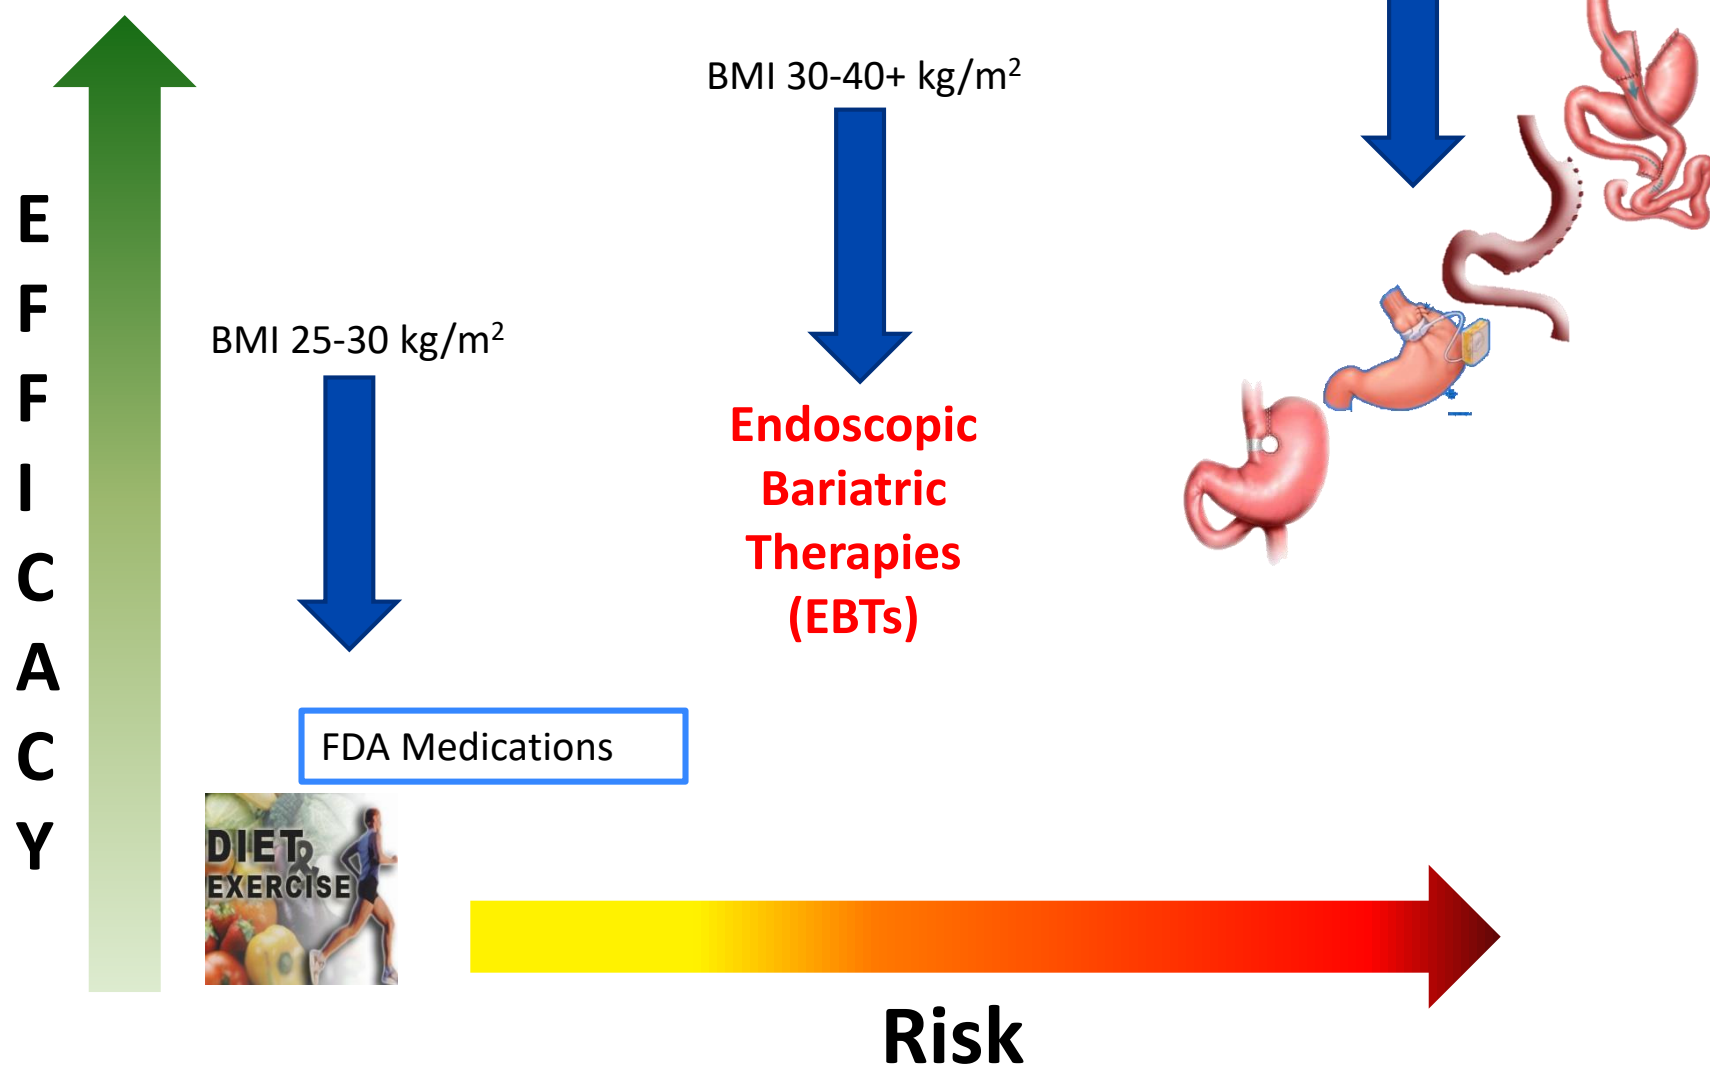 BMI 30-40+ kg/m²
BMI 25-30 kg/m²
EFFICACY
Endoscopic
Bariatric
Therapies
(EBTs)
FDA Medications
DIET &
EXERCISE
Risk